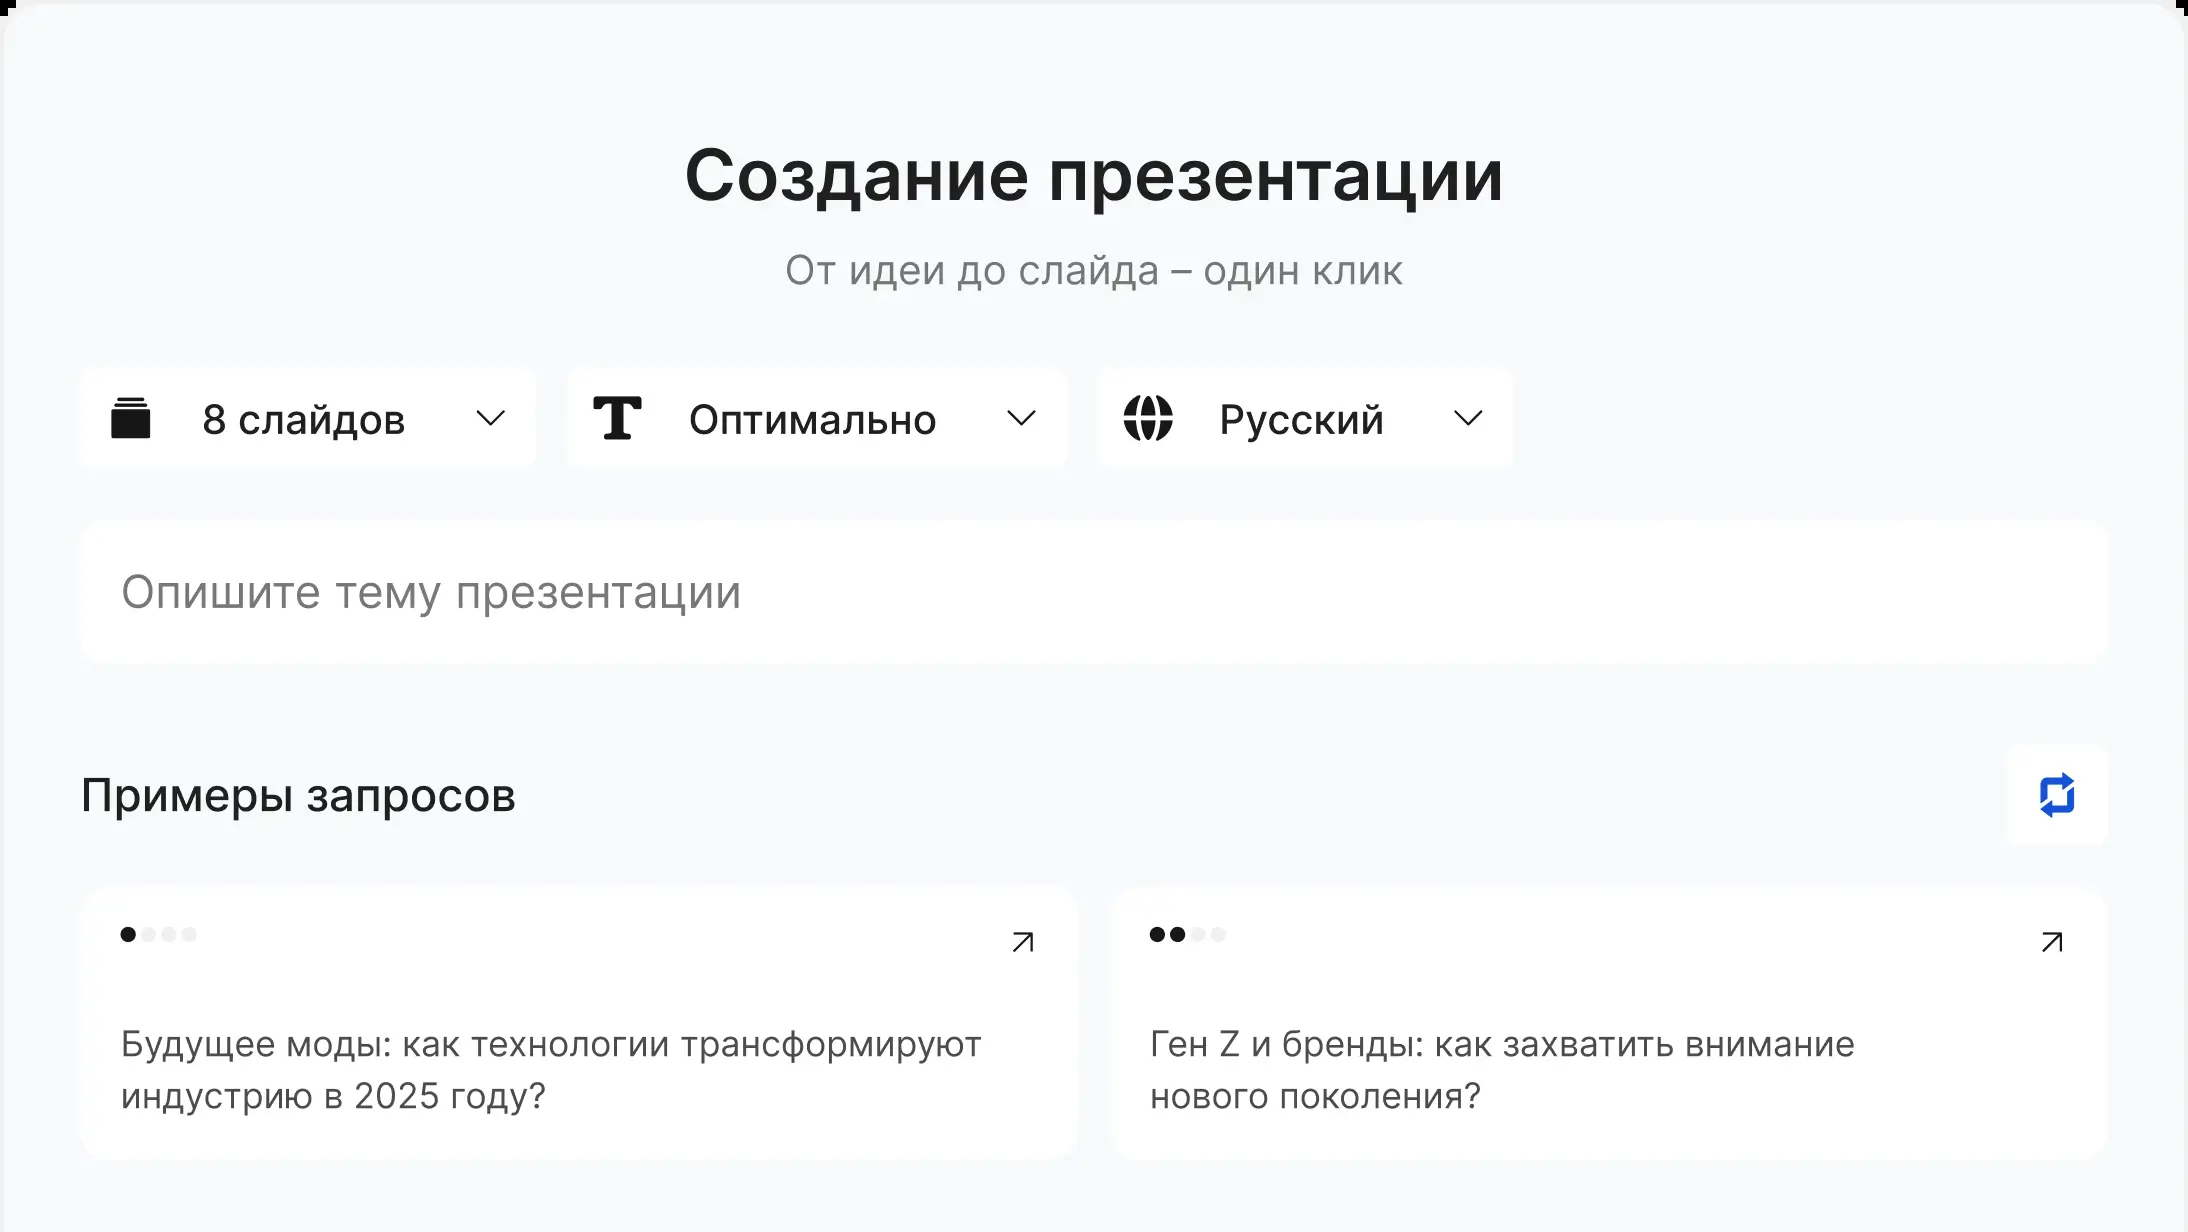 Создание презентации
От идеи до слайда – один клик
8 слайдов
Оптимально
Русский
Опишите тему презентации
Примеры запросов
Будущее моды: как технологии трансформируют
индустрию в 2025 году?
Ген Z и бренды: как захватить внимание
нового поколения?